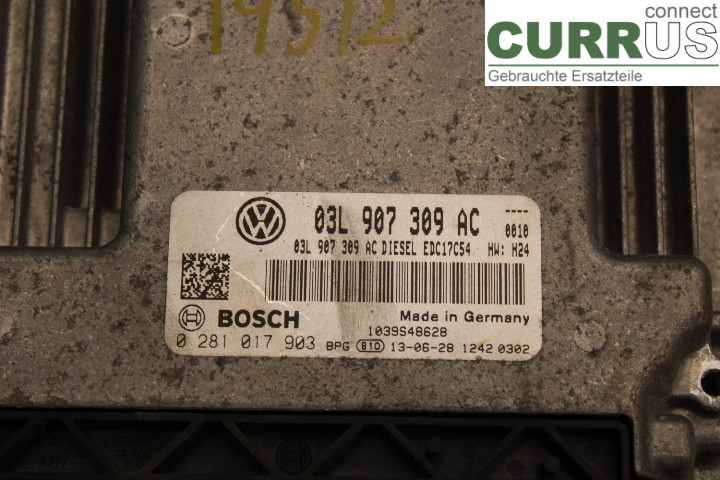 19512
connect
CURRUS
Gebrauchte Ersatzteile
03L 907 309 AC
----
0010
03L 907 309 AC DIESEL EDC17C54 HW: H24
BOSCH
Made in Germany
1039S48628
0 281 017 903 BPG 810 13-06-28 1242 0302